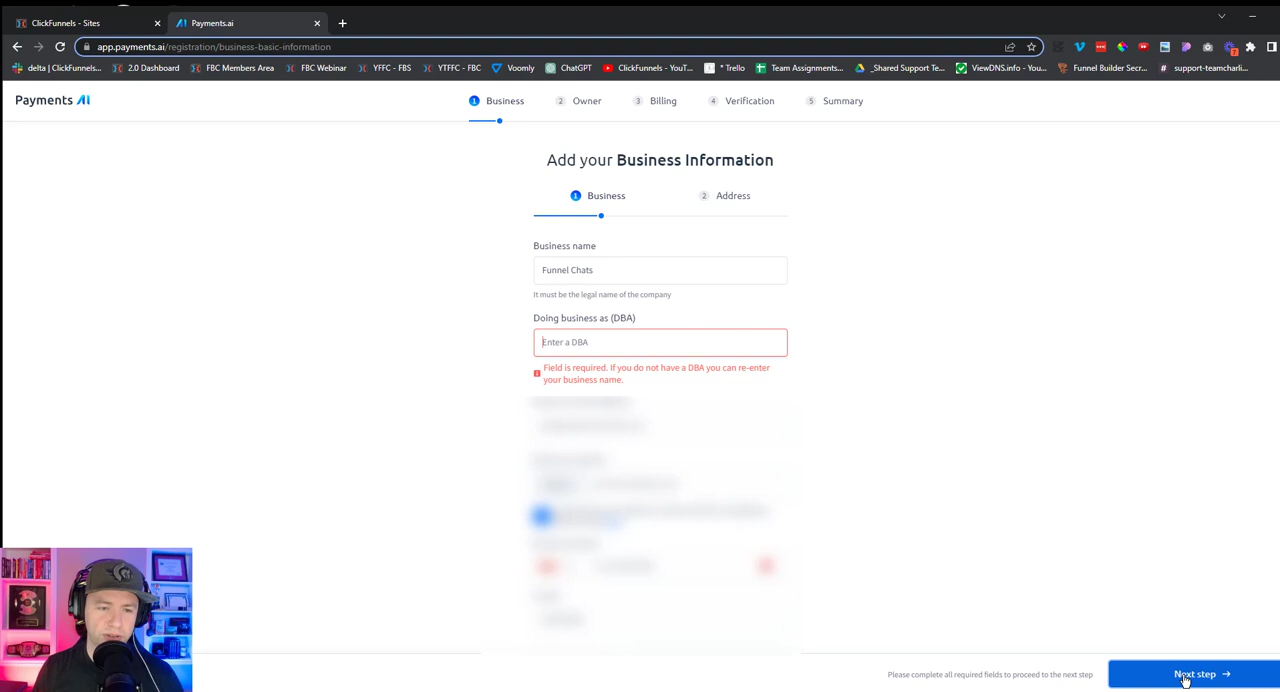 ClickFunnels - Sites
Payments.ai
app.payments.ai/registration/business-basic-information
delta | ClickFunnels...
2.0 Dashboard
FBC Members Area
FBC Webinar
YFFC - FBS
YTFFC - FBC
Voomly
ChatGPT
ClickFunnels - YouT...
* Trello
Team Assignments...
_Shared Support Te...
ViewDNS.info - You...
Funnel Builder Secr...
support-teamcharli...
Payments AI
1 Business
2 Owner
3 Billing
4 Verification
5 Summary
Add your Business Information
1 Business
2 Address
Business name
Funnel Chats
It must be the legal name of the company
Doing business as (DBA)
Enter a DBA
Field is required. If you do not have a DBA you can re-enter
your business name.
Please complete all required fields to proceed to the next step
Next step →